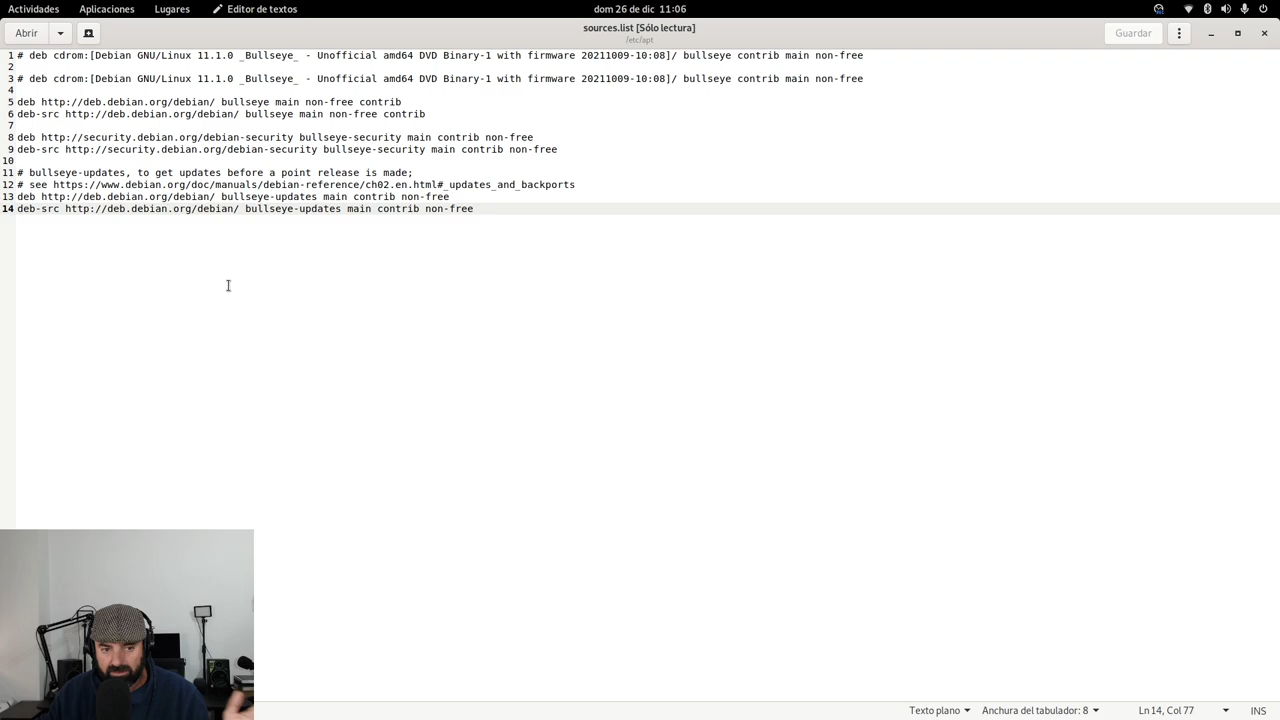 Actividades Aplicaciones Lugares Editor de textos dom 26 de dic 11:06
Abrir sources.list [Sólo lectura] Guardar
/etc/apt
1 # deb cdrom:[Debian GNU/Linux 11.1.0 _Bullseye_ - Unofficial amd64 DVD Binary-1 with firmware 20211009-10:08]/ bullseye contrib main non-free
2
3 # deb cdrom:[Debian GNU/Linux 11.1.0 _Bullseye_ - Unofficial amd64 DVD Binary-1 with firmware 20211009-10:08]/ bullseye contrib main non-free
4
5 deb http://deb.debian.org/debian/ bullseye main non-free contrib
6 deb-src http://deb.debian.org/debian/ bullseye main non-free contrib
7
8 deb http://security.debian.org/debian-security bullseye-security main contrib non-free
9 deb-src http://security.debian.org/debian-security bullseye-security main contrib non-free
10
11 # bullseye-updates, to get updates before a point release is made;
12 # see https://www.debian.org/doc/manuals/debian-reference/ch02.en.html#_updates_and_backports
13 deb http://deb.debian.org/debian/ bullseye-updates main contrib non-free
14 deb-src http://deb.debian.org/debian/ bullseye-updates main contrib non-free
Texto plano Anchura del tabulador: 8 Ln 14, Col 77 INS